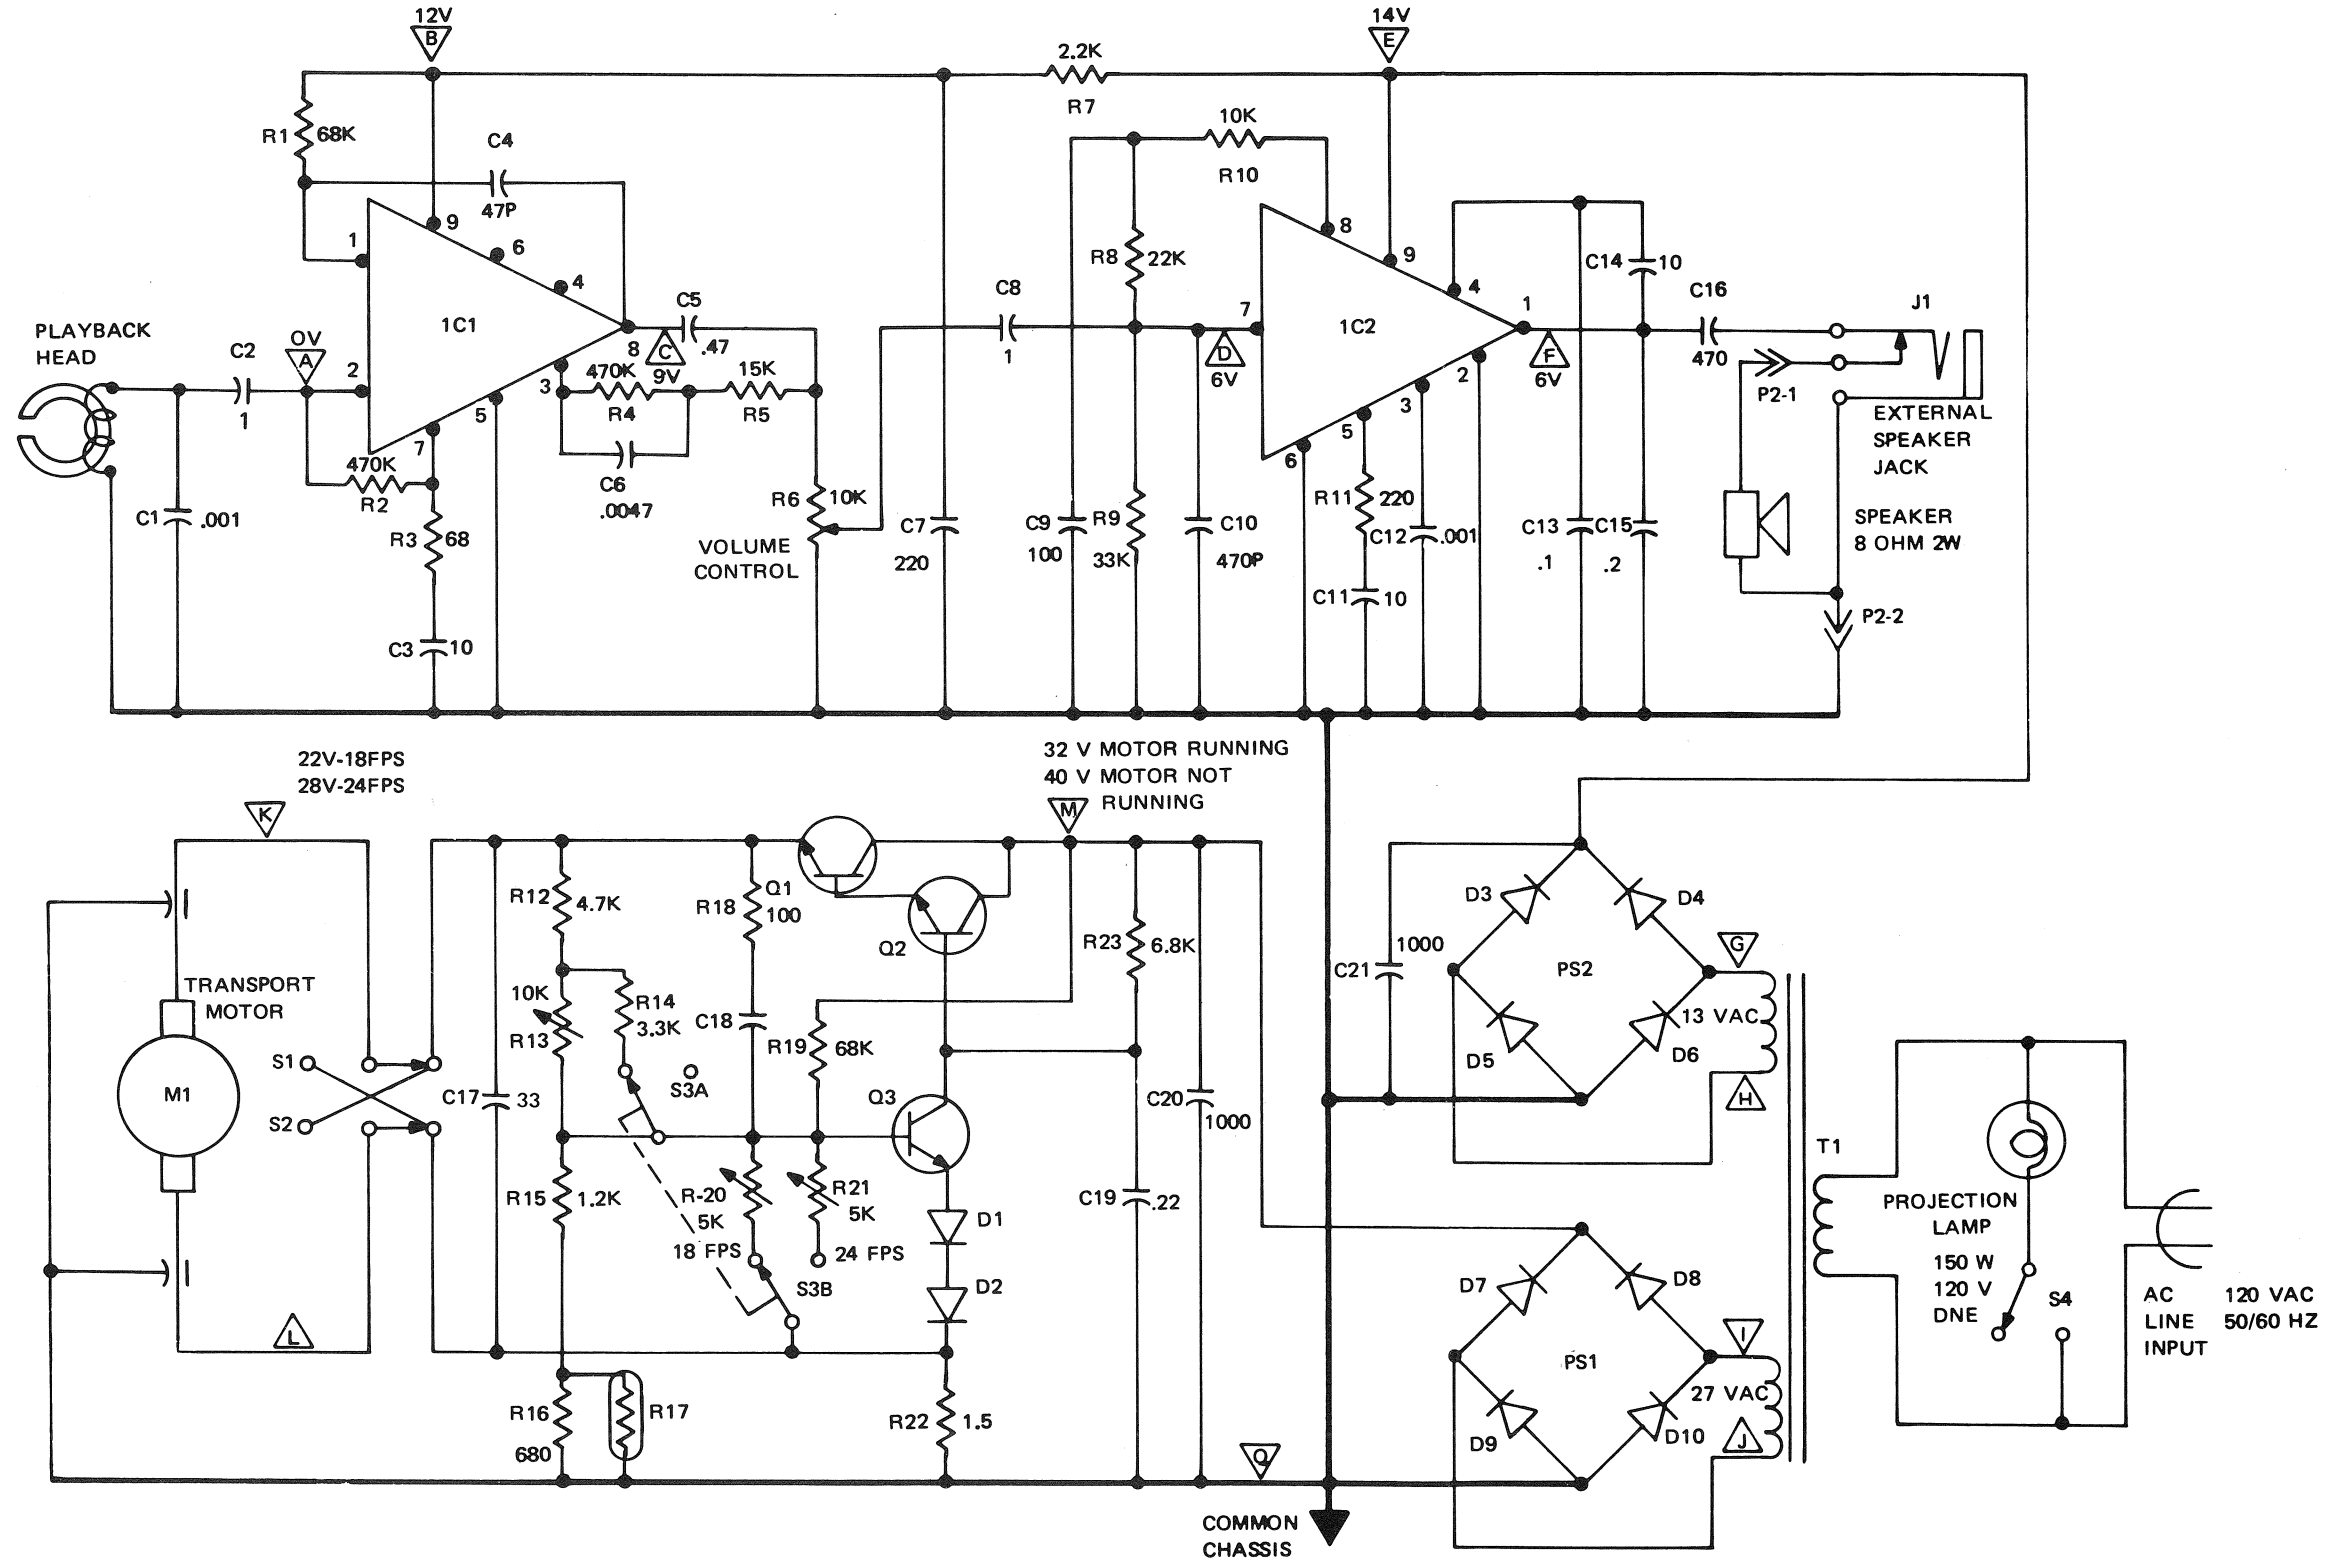 12V
B
14V
E
2.2K
R7
R1 68K
C4
47P
10K
R10
9
6
4
1
8
9
R8 22K
C14 10
4
1C1
C5
.47
C8
1
7
1C2
1
C16
470
J1
PLAYBACK
HEAD
C2
1
0V
A
2
8
C
9V
D
6V
F
6V
3
470K
R4
15K
R5
2
3
P2-1
5
7
5
6
EXTERNAL
SPEAKER
JACK
470K
R2
C6
.0047
R6 10K
R11 220
C1 .001
R3 68
C7
220
C9
100
R9
33K
C10
470P
C12 .001
C13
.1
C15
.2
SPEAKER
8 OHM 2W
VOLUME
CONTROL
C11 10
P2-2
C3 10
22V-18FPS
28V-24FPS
32 V MOTOR RUNNING
40 V MOTOR NOT
RUNNING
K
M
R12 4.7K
R18
Q1
100
Q2
R23 6.8K
D3
D4
1000
C21
PS2
G
TRANSPORT
MOTOR
10K
R13
R14
3.3K
C18
R19 68K
13 VAC
D5
D6
S1
S3A
M1
C17 33
Q3
C20
1000
H
S2
T1
R15 1.2K
R-20
5K
R21
5K
C19 .22
PROJECTION
LAMP
18 FPS
24 FPS
D1
150 W
120 V
DNE
S3B
D2
D7
D8
S4
AC
LINE
INPUT
120 VAC
50/60 HZ
L
I
PS1
27 VAC
R16
680
R17
R22 1.5
D9
D10
J
Q
COMMON
CHASSIS